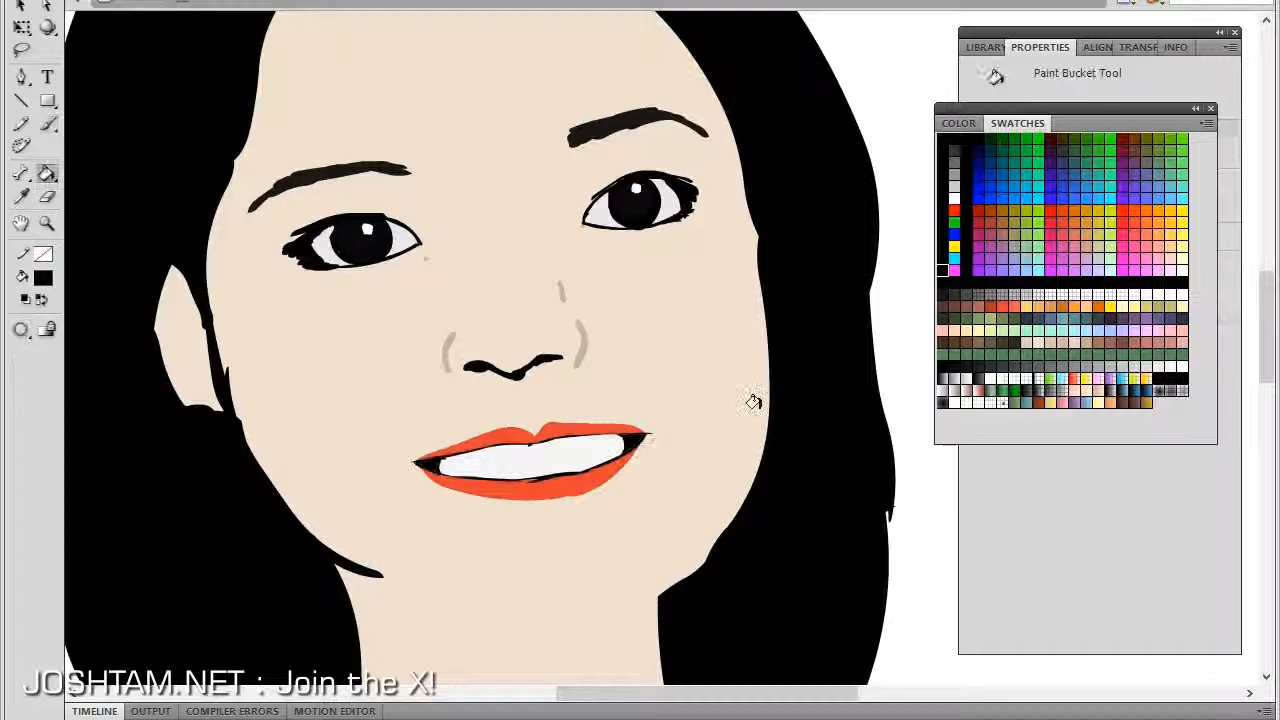 LIBRARY PROPERTIES ALIGN TRANSF INFO
Paint Bucket Tool
COLOR SWATCHES
T
JOSHTAM.NET : Join the X!
TIMELINE OUTPUT COMPILER ERRORS MOTION EDITOR